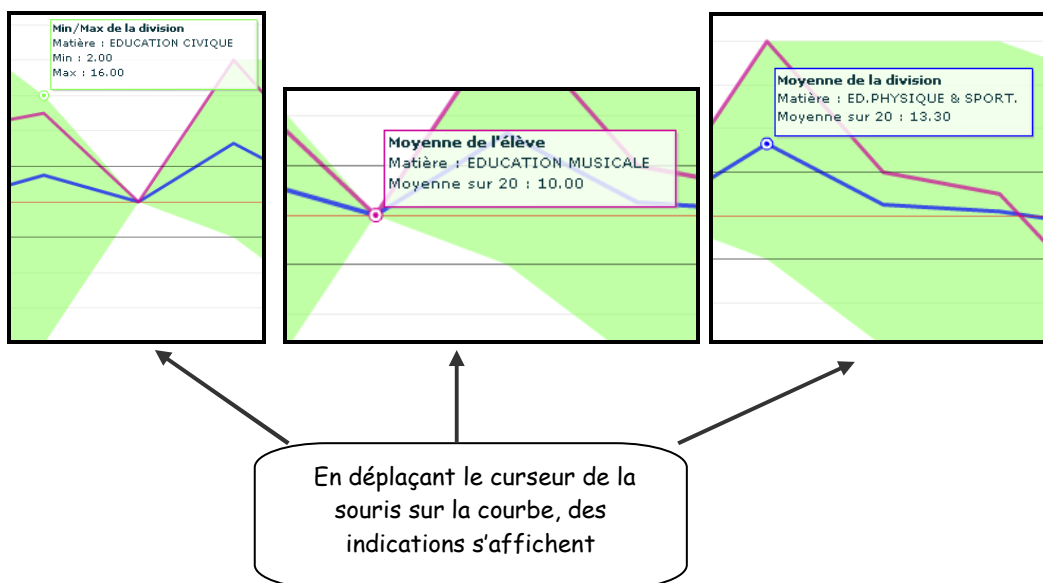 Min/Max de la division
Matière : EDUCATION CIVIQUE
Min : 2.00
Max : 16.00
Moyenne de l'élève
Matière : EDUCATION MUSICALE
Moyenne sur 20 : 10.00
Moyenne de la division
Matière : ED.PHYSIQUE & SPORT.
Moyenne sur 20 : 13.30
En déplaçant le curseur de la
souris sur la courbe, des
indications s’affichent